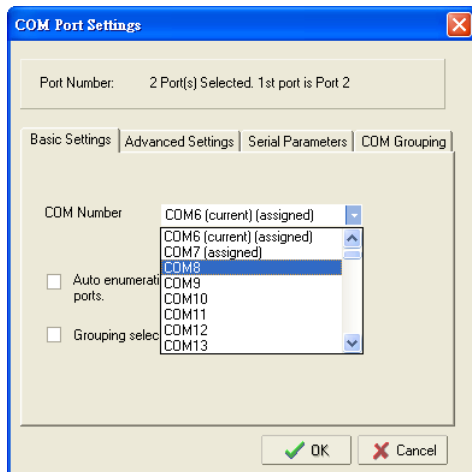 COM Port Settings
Port Number: 2 Port(s) Selected. 1st port is Port 2
Basic Settings Advanced Settings Serial Parameters COM Grouping
COM Number COM6 (current) (assigned)
COM6 (current) (assigned)
COM7 (assigned)
COM8
COM9
COM10
COM11
COM12
COM13
Auto
ports.
Grouping
OK Cancel